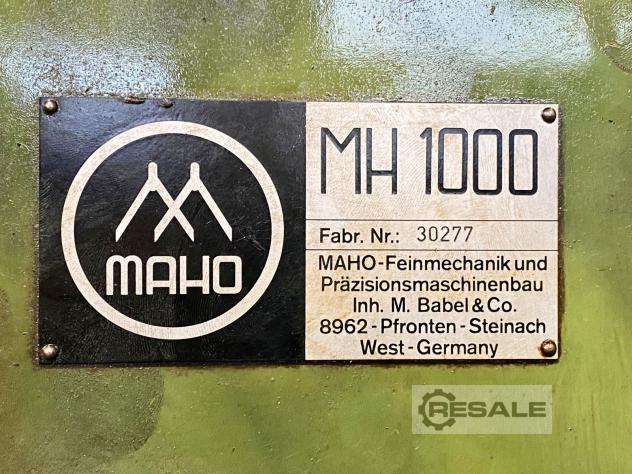 MAHO
MH 1000
Fabr. Nr.: 30277
MAHO-Feinmechanik und
Präzisionsmaschinenbau
Inh. M. Babel & Co.
8962 - Pfronten - Steinach
West - Germany
RESALE